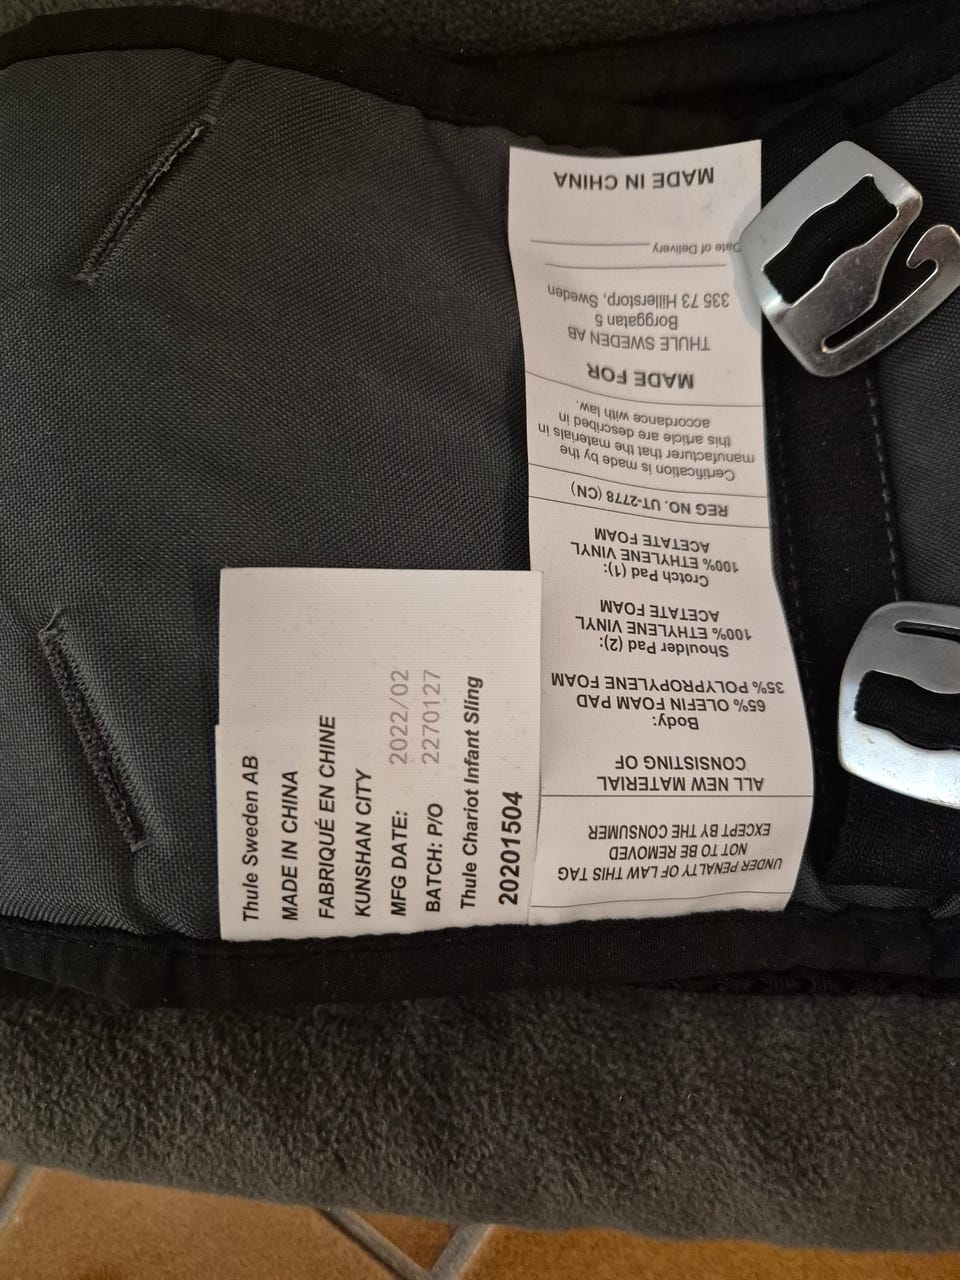 Thule Sweden AB
MADE IN CHINA
FABRIQUÉ EN CHINE
KUNSHAN CITY
MFG DATE: 2022/02
BATCH: P/O 2270127
Thule Chariot Infant Sling
20201504
UNDER PENALTY OF LAW THIS TAG
NOT TO BE REMOVED
EXCEPT BY THE CONSUMER
ALL NEW MATERIAL
CONSISTING OF
Body:
65% OLEFIN FOAM PAD
35% POLYPROPYLENE FOAM
Shoulder Pad (2):
100% ETHYLENE VINYL
ACETATE FOAM
Crotch Pad (1):
100% ETHYLENE VINYL
ACETATE FOAM
REG NO. UT-2778 (CN)
Certification is made by the
manufacturer that the materials in
this article are described in
accordance with law.
MADE FOR
THULE SWEDEN AB
Borggatan 5
335 73 Hillerstorp, Sweden
Date of Delivery
MADE IN CHINA